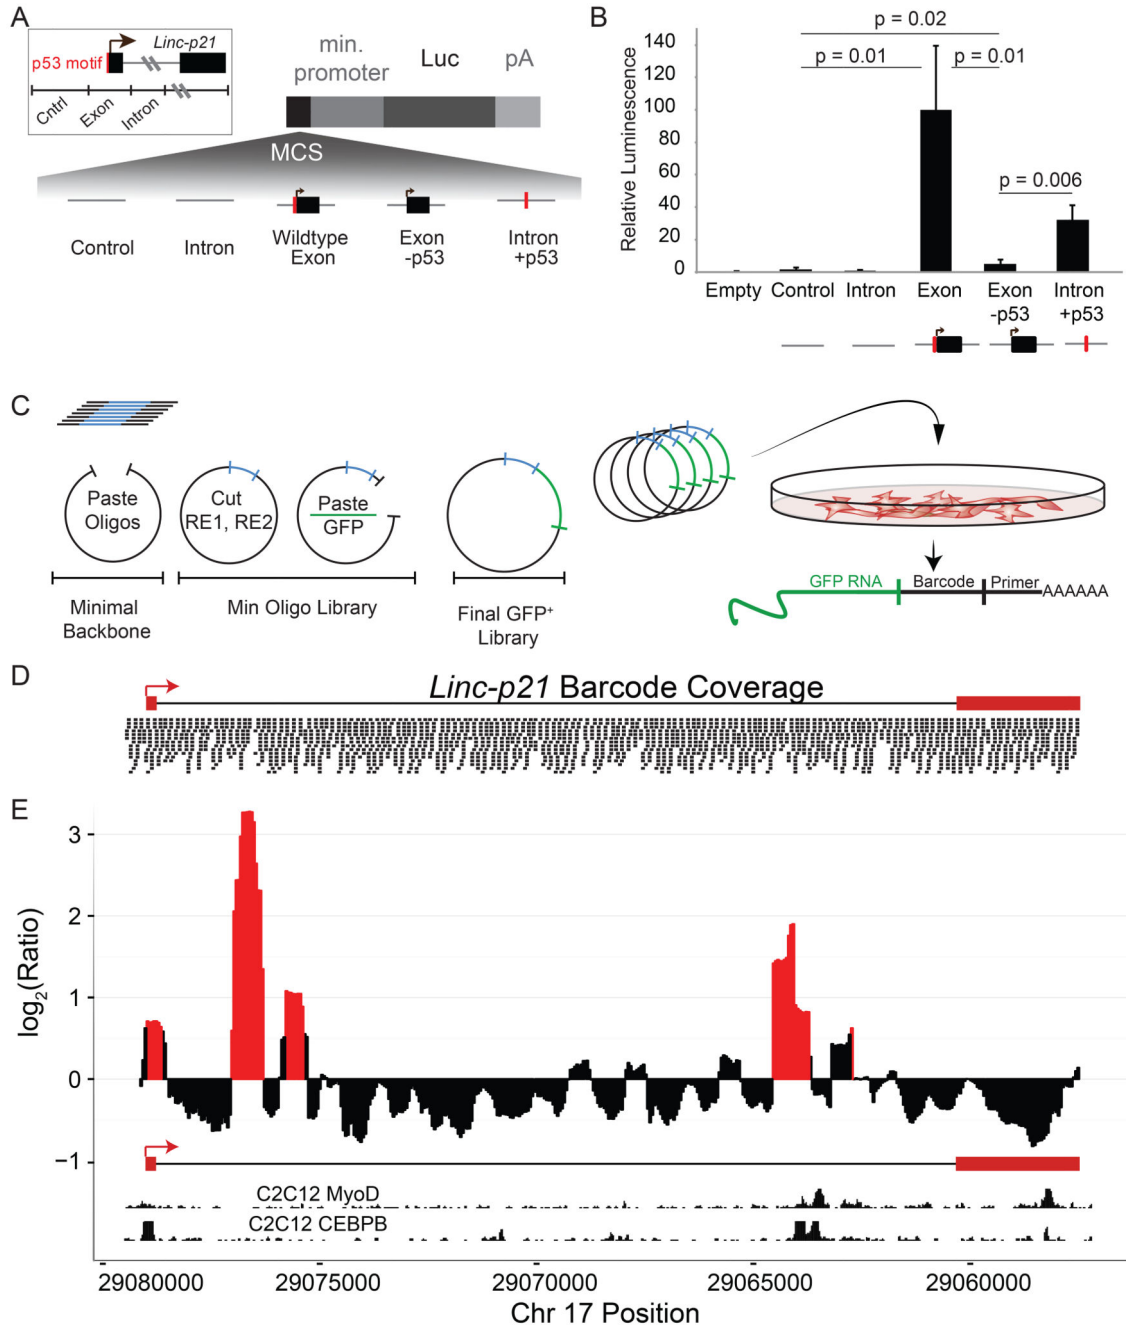 A
Linc-p21
p53 motif
Cntrl
Exon
Intron
min.
promoter
Luc
pA
MCS
Control
Intron
Wildtype
Exon
Exon
-p53
Intron
+p53
B
Relative Luminescence
140
120
100
80
60
40
20
0
p = 0.02
p = 0.01
p = 0.01
p = 0.006
Empty
Control
Intron
Exon
Exon
-p53
Intron
+p53
C
Paste
Oligos
Cut
RE1, RE2
Paste
GFP
Minimal
Backbone
Min Oligo Library
Final GFP+
Library
GFP RNA
Barcode
Primer
AAAAAA
D
Linc-p21 Barcode Coverage
E
log2(Ratio)
3
2
1
0
−1
C2C12 MyoD
C2C12 CEBPB
29080000
29075000
29070000
29065000
29060000
Chr 17 Position